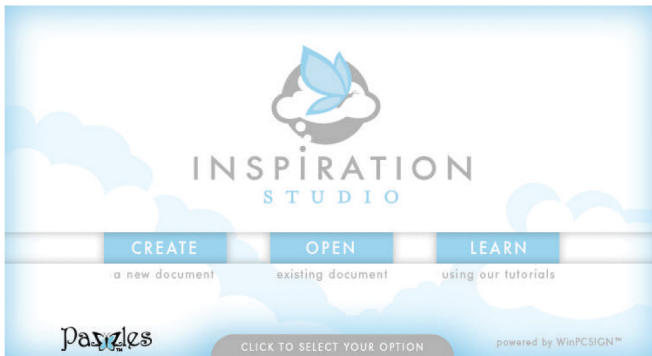 INSPIRATION
STUDIO
CREATE
OPEN
LEARN
a new document
existing document
using our tutorials
Pazzles™
CLICK TO SELECT YOUR OPTION
powered by WinPCSIGN™